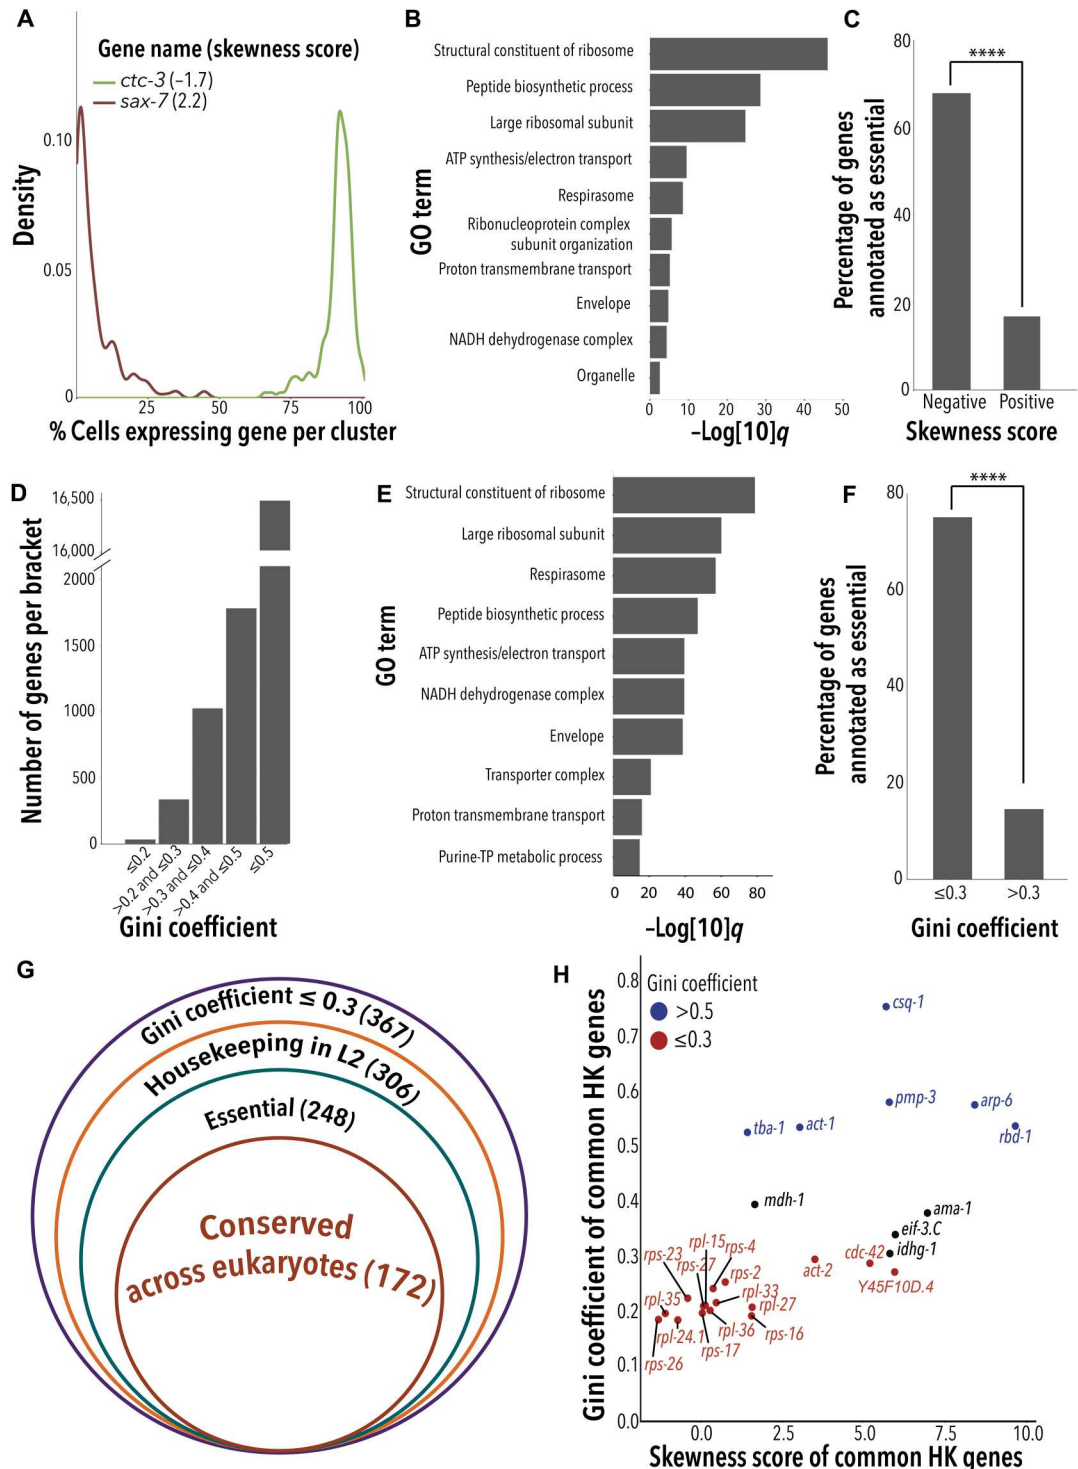 A
Gene name (skewness score)
ctc-3 (–1.7)
sax-7 (2.2)
0.10
0.05
0
Density
25
50
75
100
% Cells expressing gene per cluster
B
Structural constituent of ribosome
Peptide biosynthetic process
Large ribosomal subunit
ATP synthesis/electron transport
Respirasome
Ribonucleoprotein complex
subunit organization
Proton transmembrane transport
Envelope
NADH dehydrogenase complex
Organelle
GO term
0
10
20
30
40
50
–Log[10]q
C
80
60
40
20
0
****
Percentage of genes
annotated as essential
Negative
Positive
Skewness score
D
16,500
16,000
2000
1500
1000
500
0
Number of genes per bracket
≤0.2
>0.2 and ≤0.3
>0.3 and ≤0.4
>0.4 and ≤0.5
≤0.5
Gini coefficient
E
Structural constituent of ribosome
Large ribosomal subunit
Respirasome
Peptide biosynthetic process
ATP synthesis/electron transport
NADH dehydrogenase complex
Envelope
Transporter complex
Proton transmembrane transport
Purine-TP metabolic process
GO term
0
20
40
60
80
–Log[10]q
F
80
60
40
20
0
****
Percentage of genes
annotated as essential
≤0.3
>0.3
Gini coefficient
G
Gini coefficient ≤ 0.3 (367)
Housekeeping in L2 (306)
Essential (248)
Conserved
across eukaryotes (172)
H
Gini coefficient
>0.5
≤0.3
0.8
0.7
0.6
0.5
0.4
0.3
0.2
0.1
0.0
Gini coefficient of common HK genes
csq-1
pmp-3
arp-6
tba-1
act-1
rbd-1
mdh-1
ama-1
eif-3.C
idhg-1
cdc-42
act-2
Y45F10D.4
rpl-15
rps-4
rps-23
rps-27
rps-2
rpl-33
rpl-35
rpl-27
rpl-24.1
rpl-36
rps-16
rps-17
rps-26
0.0
2.5
5.0
7.5
10.0
Skewness score of common HK genes